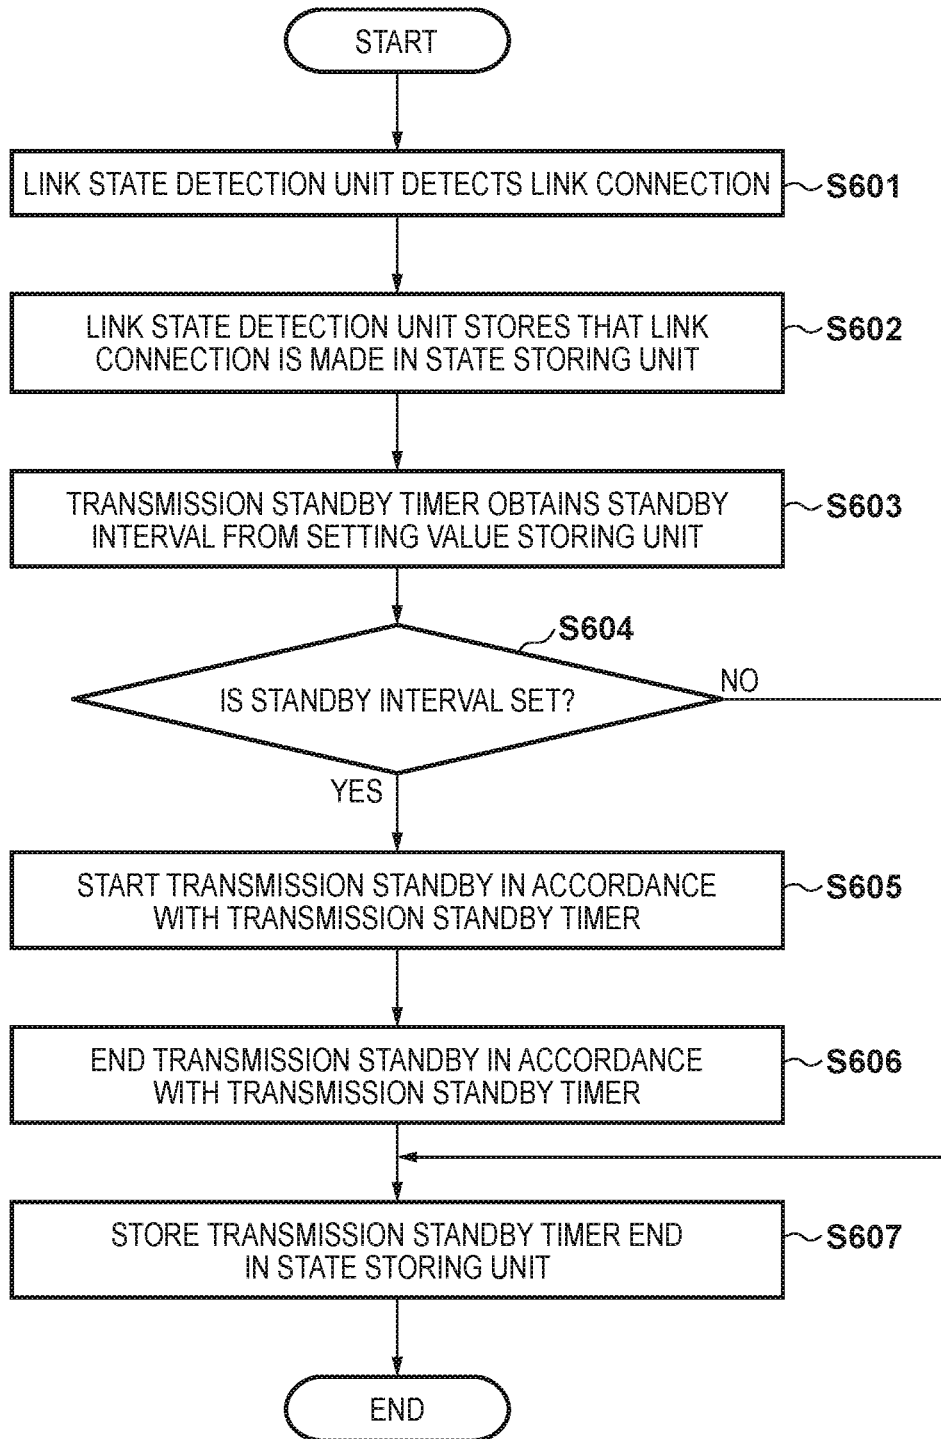 START
LINK STATE DETECTION UNIT DETECTS LINK CONNECTION
S601
LINK STATE DETECTION UNIT STORES THAT LINK
CONNECTION IS MADE IN STATE STORING UNIT
S602
TRANSMISSION STANDBY TIMER OBTAINS STANDBY
INTERVAL FROM SETTING VALUE STORING UNIT
S603
S604
IS STANDBY INTERVAL SET?
NO
YES
START TRANSMISSION STANDBY IN ACCORDANCE
WITH TRANSMISSION STANDBY TIMER
S605
END TRANSMISSION STANDBY IN ACCORDANCE
WITH TRANSMISSION STANDBY TIMER
S606
STORE TRANSMISSION STANDBY TIMER END
IN STATE STORING UNIT
S607
END